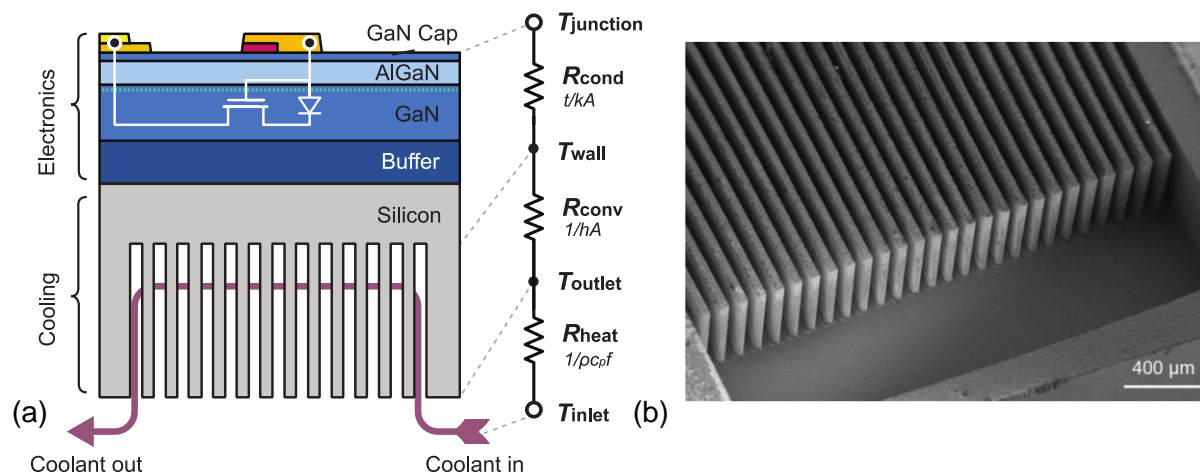 GaN Cap
AlGaN
GaN
Buffer
Silicon
Electronics
Cooling
(a)
Coolant out
Coolant in
Tjunction
Rcond
t/kA
Twall
Rconv
1/hA
Toutlet
Rheat
1/ρcₚf
Tinlet
(b)
400 µm